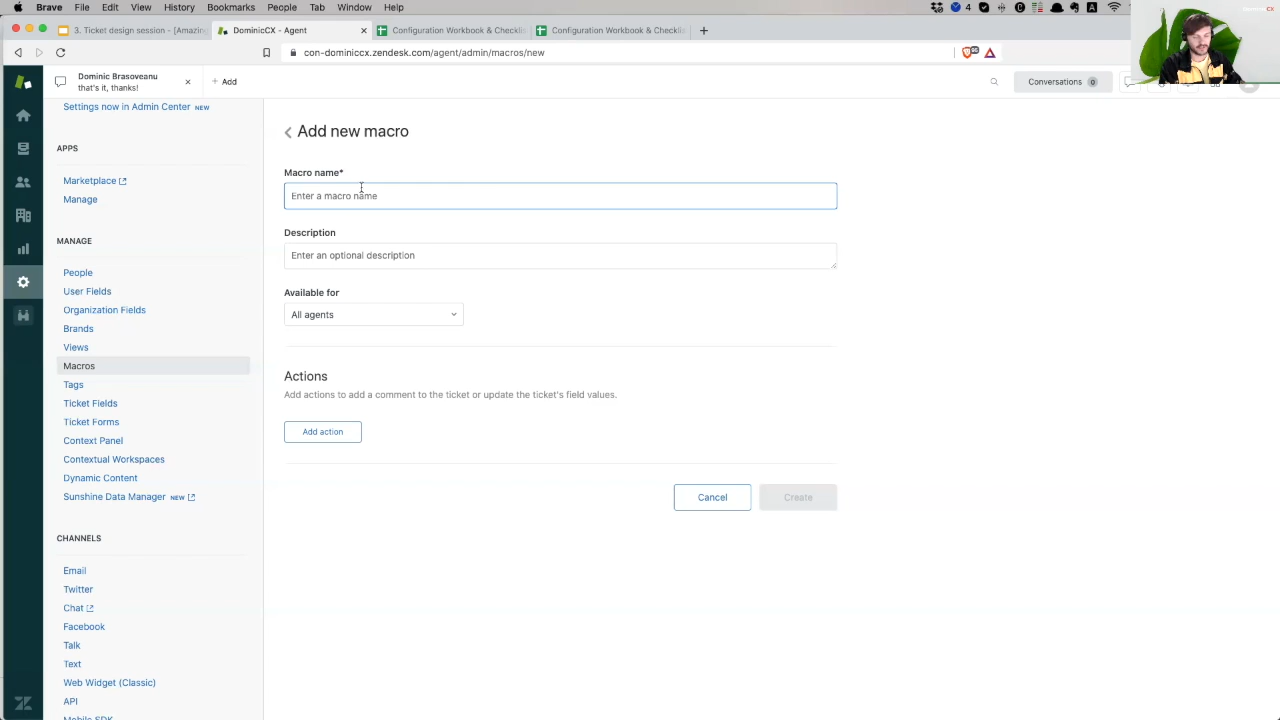 Brave File Edit View History Bookmarks People Tab Window Help
3. Ticket design session - [Amazing
DominicCX - Agent
Configuration Workbook & Checklis
Configuration Workbook & Checklis
con-dominiccx.zendesk.com/agent/admin/macros/new
Dominic Brasoveanu
that's it, thanks!
Add
Conversations 0
Settings now in Admin Center NEW
APPS
Marketplace
Manage
MANAGE
People
User Fields
Organization Fields
Brands
Views
Macros
Tags
Ticket Fields
Ticket Forms
Context Panel
Contextual Workspaces
Dynamic Content
Sunshine Data Manager NEW
CHANNELS
Email
Twitter
Chat
Facebook
Talk
Text
Web Widget (Classic)
API
Mobile SDK
Add new macro
Macro name*
Enter a macro name
Description
Enter an optional description
Available for
All agents
Actions
Add actions to add a comment to the ticket or update the ticket's field values.
Add action
Cancel
Create